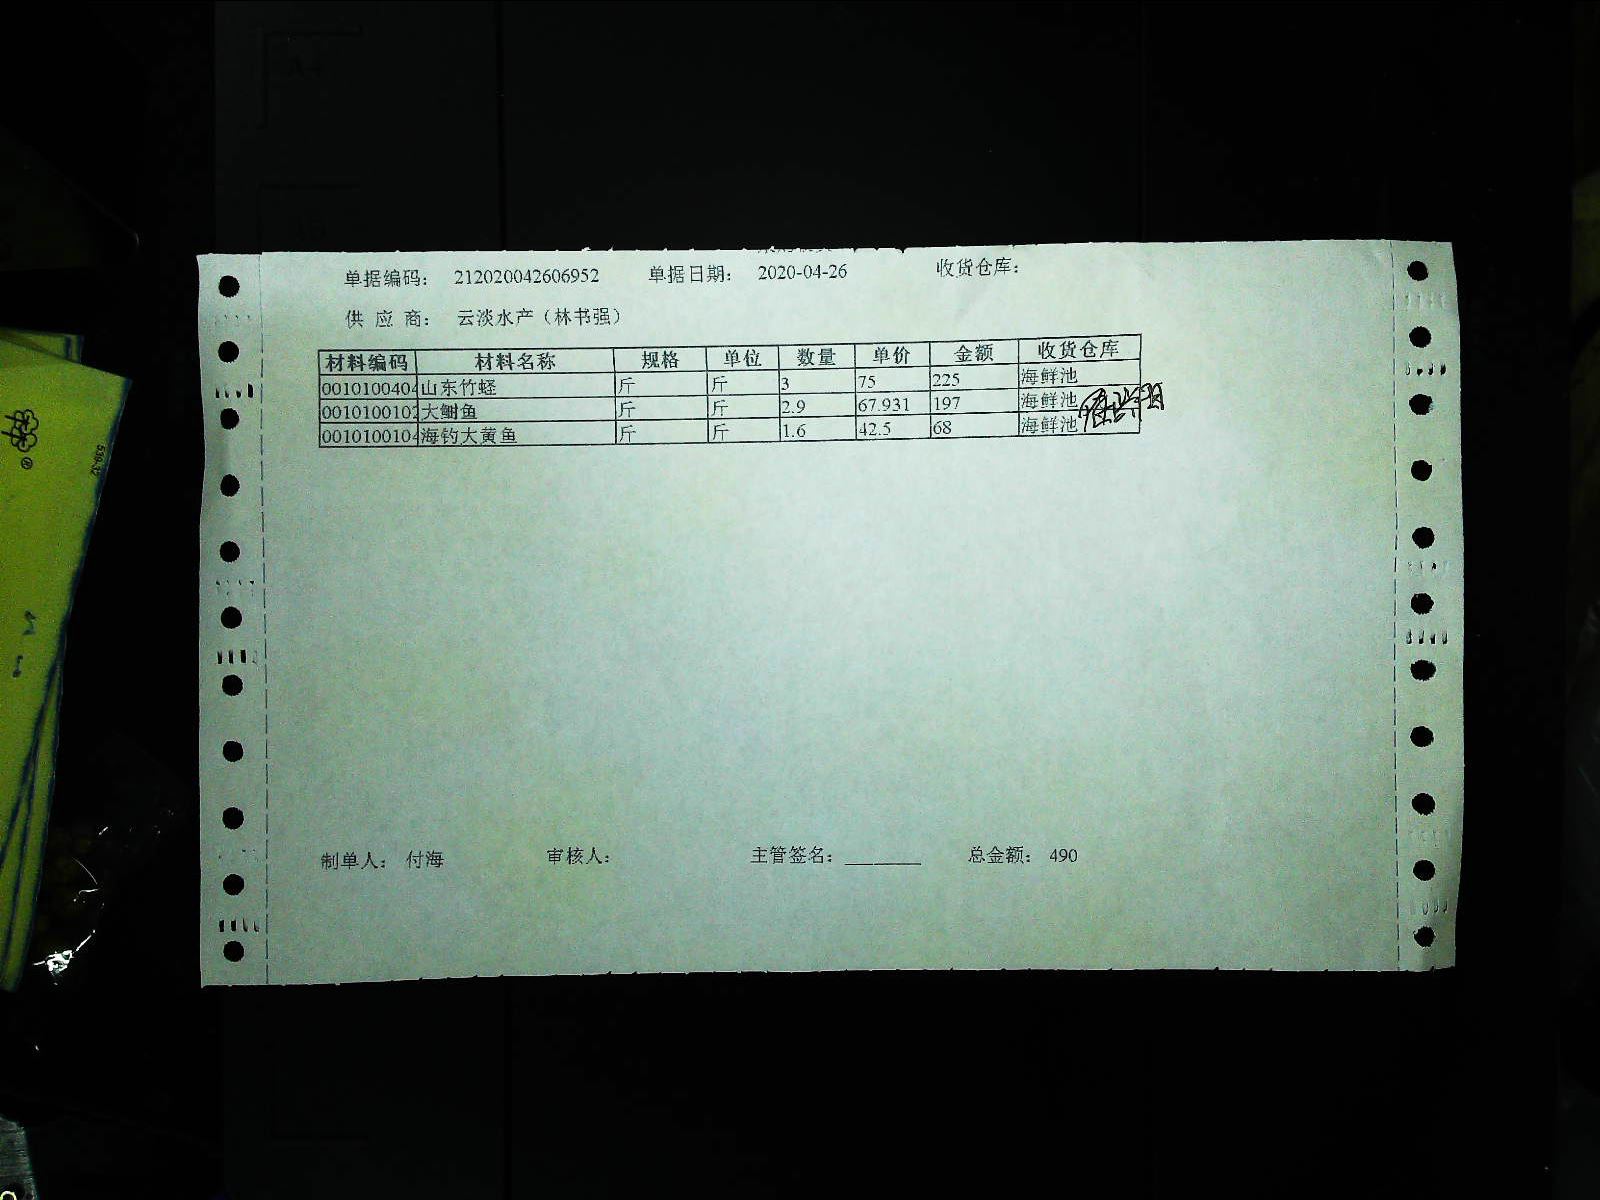 单据编码： 212020042606952 单据日期： 2020-04-26 收货仓库：
供 应 商： 云淡水产（林书强）
材料编码 材料名称 规格 单位 数量 单价 金额 收货仓库
0010100404 山东竹蛏 斤 斤 3 75 225 海鲜池
0010100102 大鲥鱼 斤 斤 2.9 67.931 197 海鲜池
0010100104 海钓大黄鱼 斤 斤 1.6 42.5 68 海鲜池
制单人： 付海 审核人： 主管签名：________ 总金额： 490